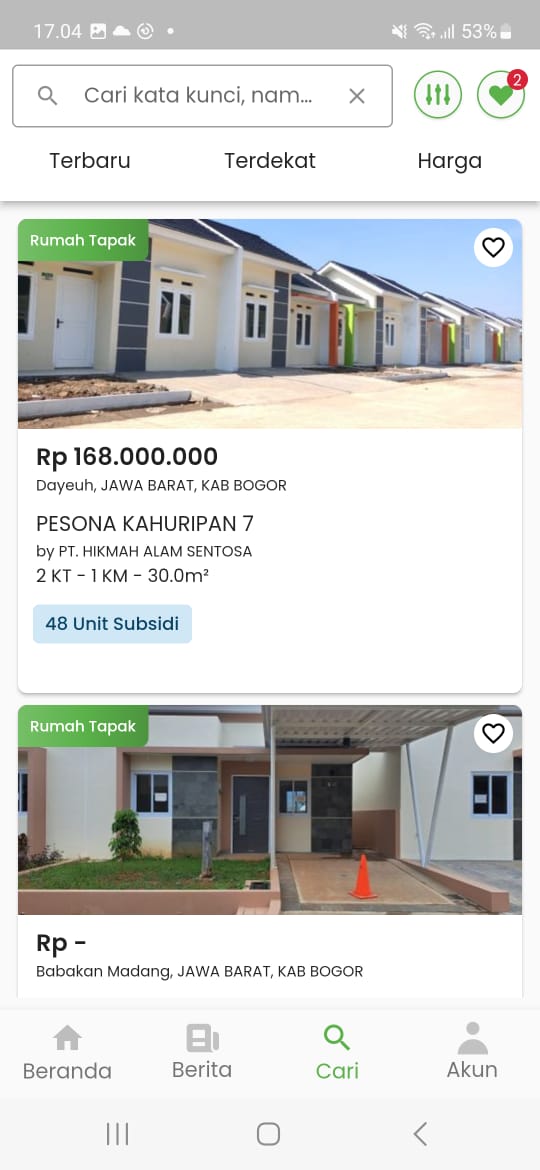 17.04
53%
Cari kata kunci, nam...
2
Terbaru
Terdekat
Harga
Rumah Tapak
Rp 168.000.000
Dayeuh, JAWA BARAT, KAB BOGOR
PESONA KAHURIPAN 7
by PT. HIKMAH ALAM SENTOSA
2 KT - 1 KM - 30.0m²
48 Unit Subsidi
Rumah Tapak
Rp -
Babakan Madang, JAWA BARAT, KAB BOGOR
Beranda
Berita
Cari
Akun